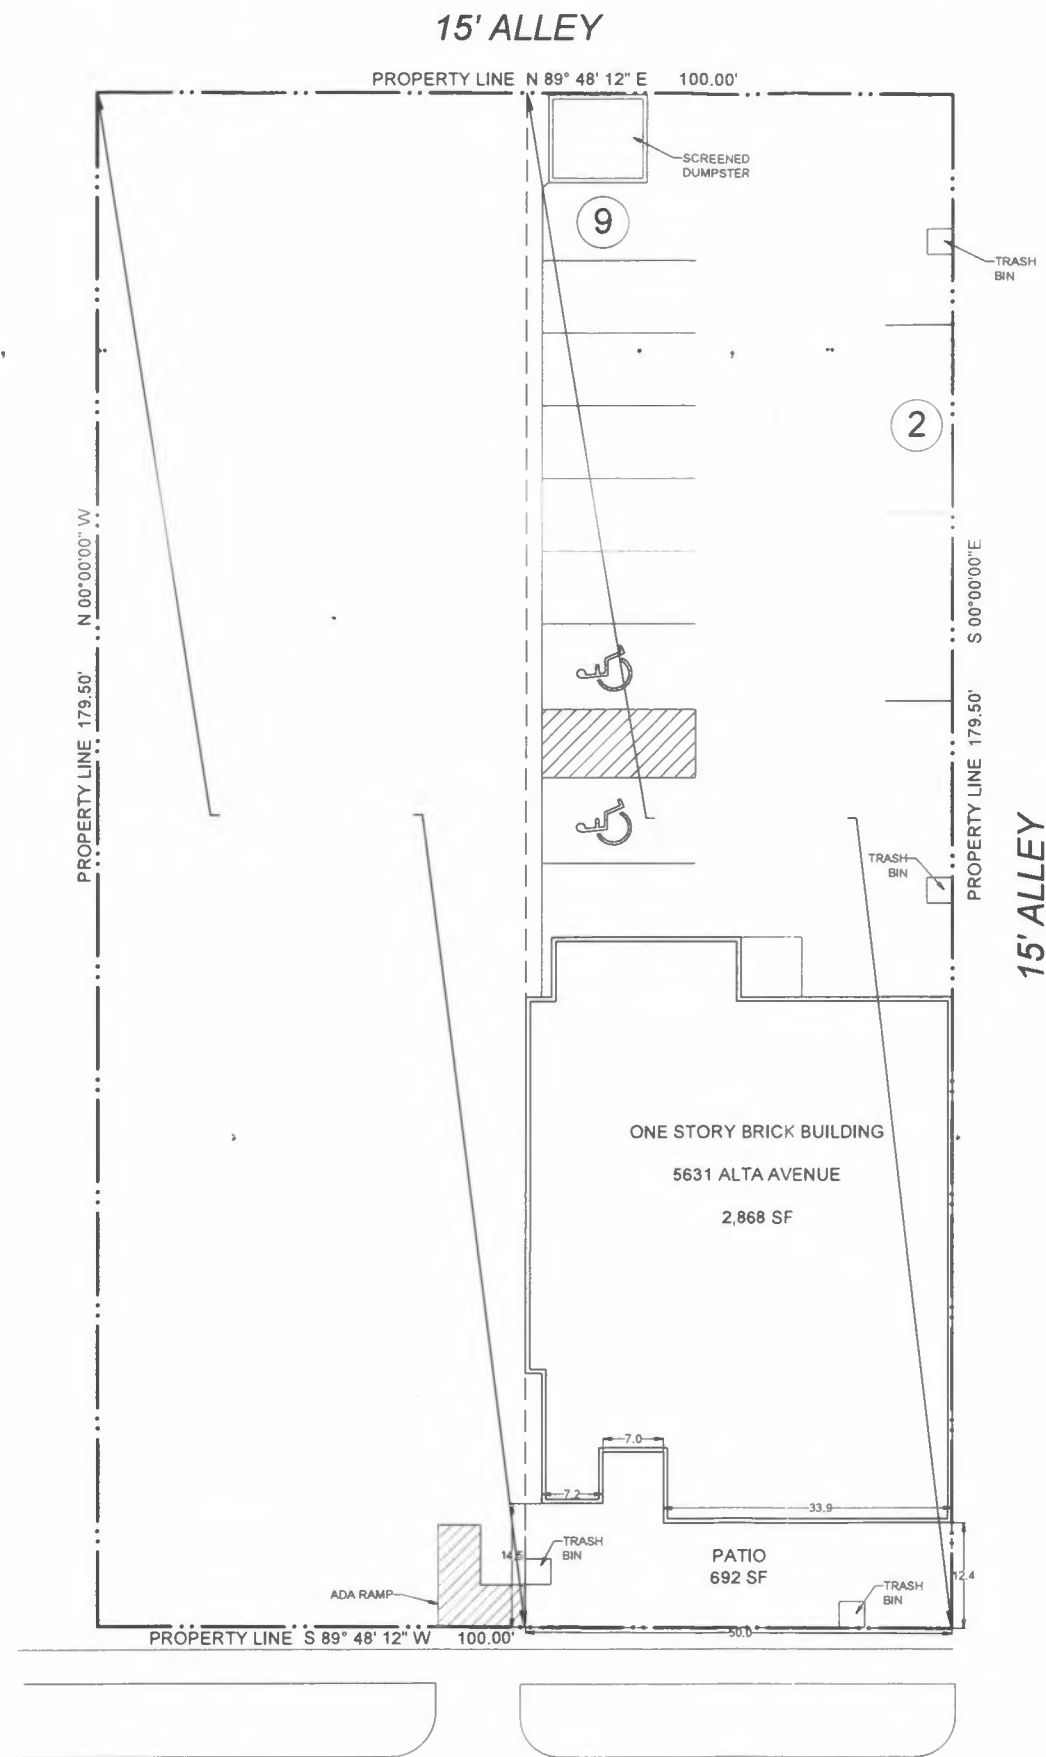 15' ALLEY
PROPERTY LINE N 89° 48' 12" E 100.00'
SCREENED
DUMPSTER
9
TRASH
BIN
2
PROPERTY LINE 179.50' N 00°00'00" W
PROPERTY LINE 179.50' S 00°00'00"E
15' ALLEY
TRASH
BIN
ONE STORY BRICK BUILDING
5631 ALTA AVENUE
2,868 SF
7.0
7.2
33.9
14.5
TRASH
BIN
PATIO
692 SF
12.4
ADA RAMP
TRASH
BIN
50.0
PROPERTY LINE S 89° 48' 12" W 100.00'